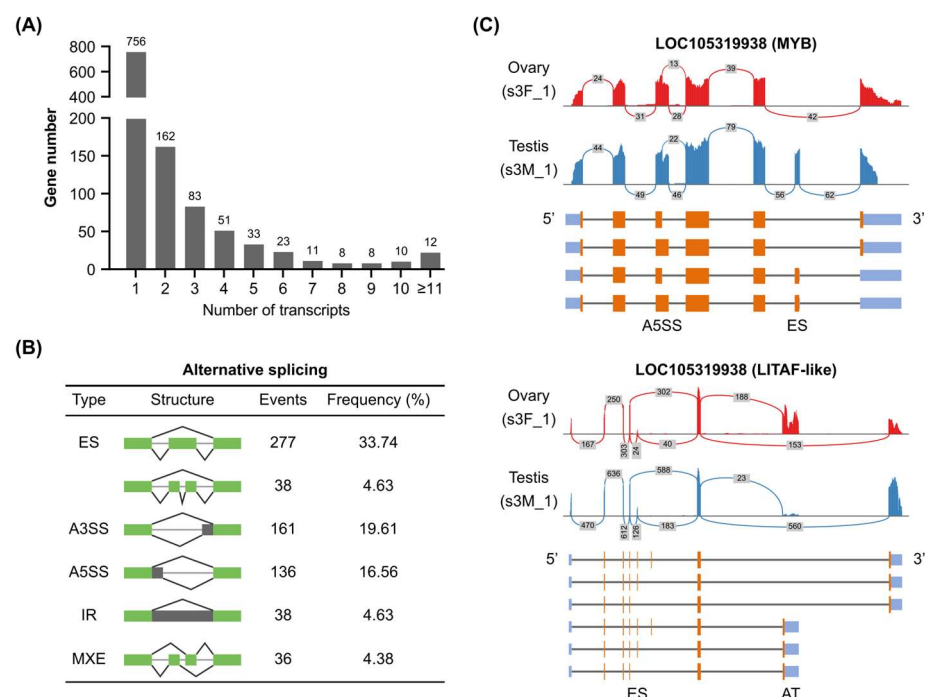 (A)
Gene number
800
600
400
200
150
100
50
0
756
162
83
51
33
23
11
8
8
10
12
1 2 3 4 5 6 7 8 9 10 ≥11
Number of transcripts
(B)
Alternative splicing
Type Structure Events Frequency (%)
ES 277 33.74
38 4.63
A3SS 161 19.61
A5SS 136 16.56
IR 38 4.63
MXE 36 4.38
(C)
LOC105319938 (MYB)
Ovary
(s3F_1)
24 13 39
31 28 42
Testis
(s3M_1)
44 22 79
49 46 56 62
5' 3'
A5SS ES
LOC105319938 (LITAF-like)
Ovary
(s3F_1)
250 302 188
167 303 24 40 153
Testis
(s3M_1)
636 588 23
470 612 126 183 560
5' 3'
ES AT